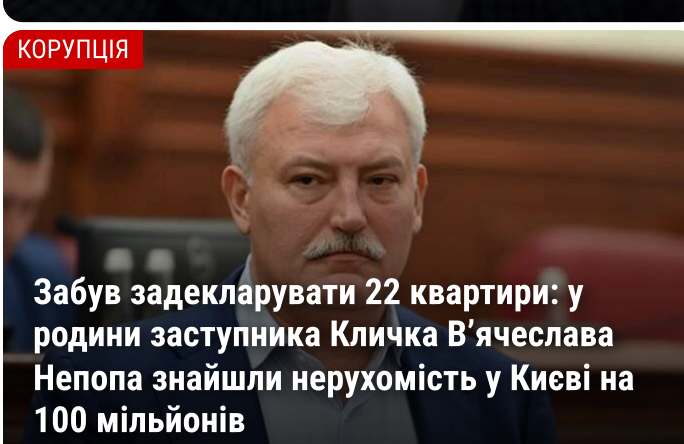 КОРУПЦІЯ
Забув задекларувати 22 квартири: у
родини заступника Кличка В’ячеслава
Непопа знайшли нерухомість у Києві на
100 мільйонів